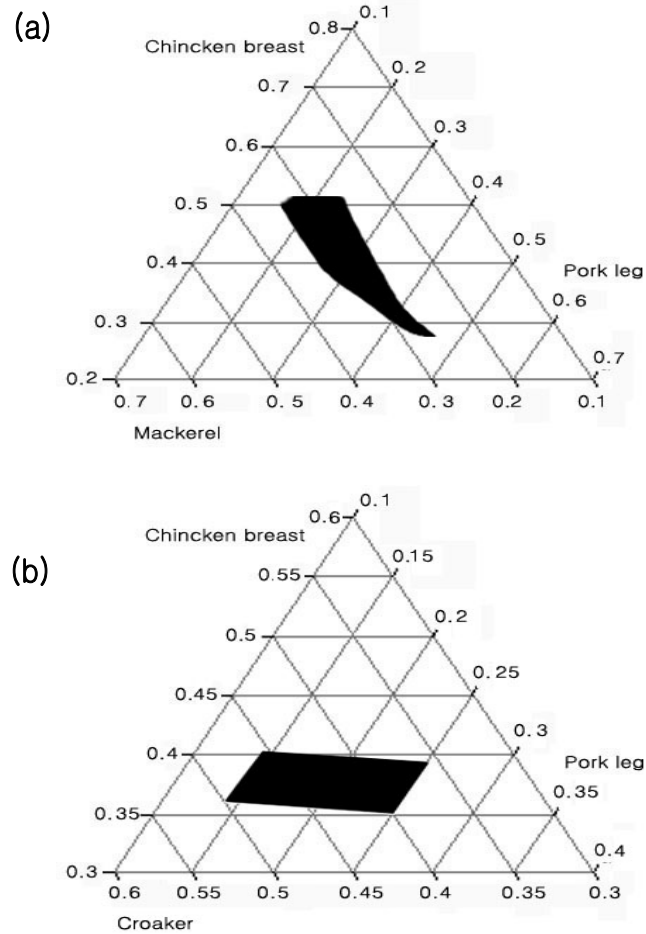 (a)
0.8 0.1
Chincken breast
0.7 0.2
0.6 0.3
0.5 0.4
0.4 0.5
Pork leg
0.3 0.6
0.2 0.7
0.7 0.6 0.5 0.4 0.3 0.2 0.1
Mackerel
(b)
0.6 0.1
Chincken breast
0.55 0.15
0.5 0.2
0.45 0.25
0.4 0.3
Pork leg
0.35 0.35
0.3 0.4
0.6 0.55 0.5 0.45 0.4 0.35 0.3
Croaker